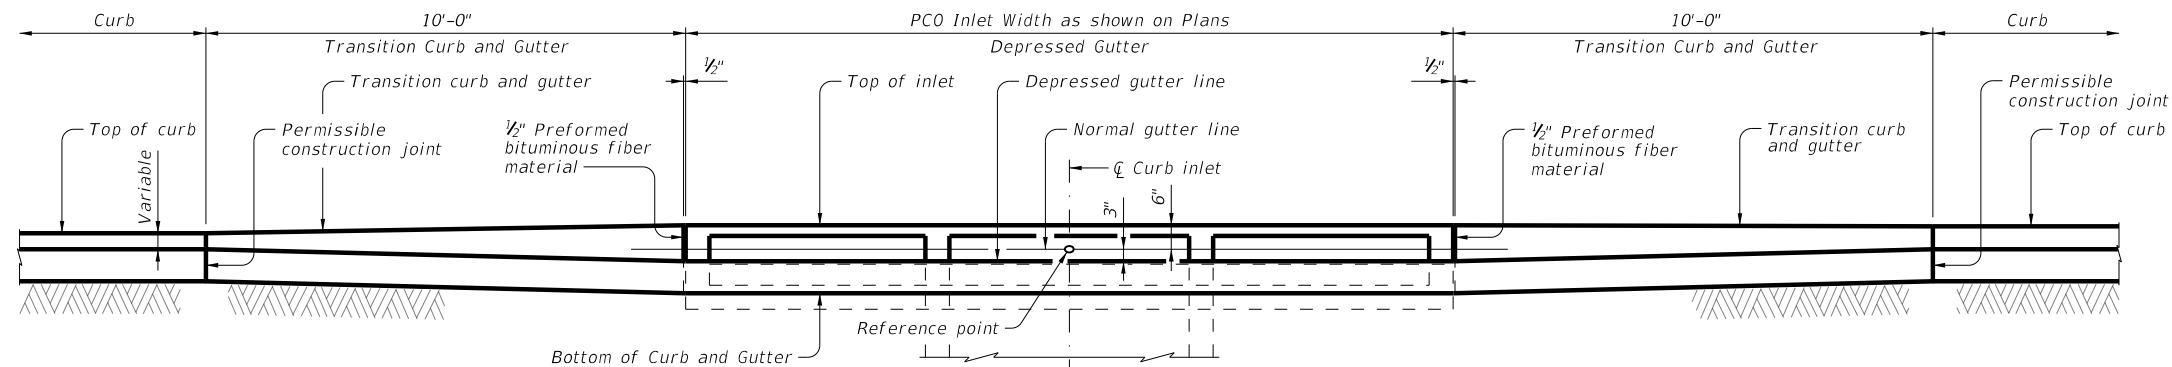 Curb
10'-0"
PCO Inlet Width as shown on Plans
10'-0"
Curb
Transition Curb and Gutter
Depressed Gutter
Transition Curb and Gutter
½"
½"
Transition curb and gutter
Top of inlet
Depressed gutter line
Permissible
construction joint
Top of curb
Permissible
construction joint
½" Preformed
bituminous fiber
material
Normal gutter line
½" Preformed
bituminous fiber
material
Transition curb
and gutter
Top of curb
Variable
℄ Curb inlet
3"
6"
Reference point
Bottom of Curb and Gutter